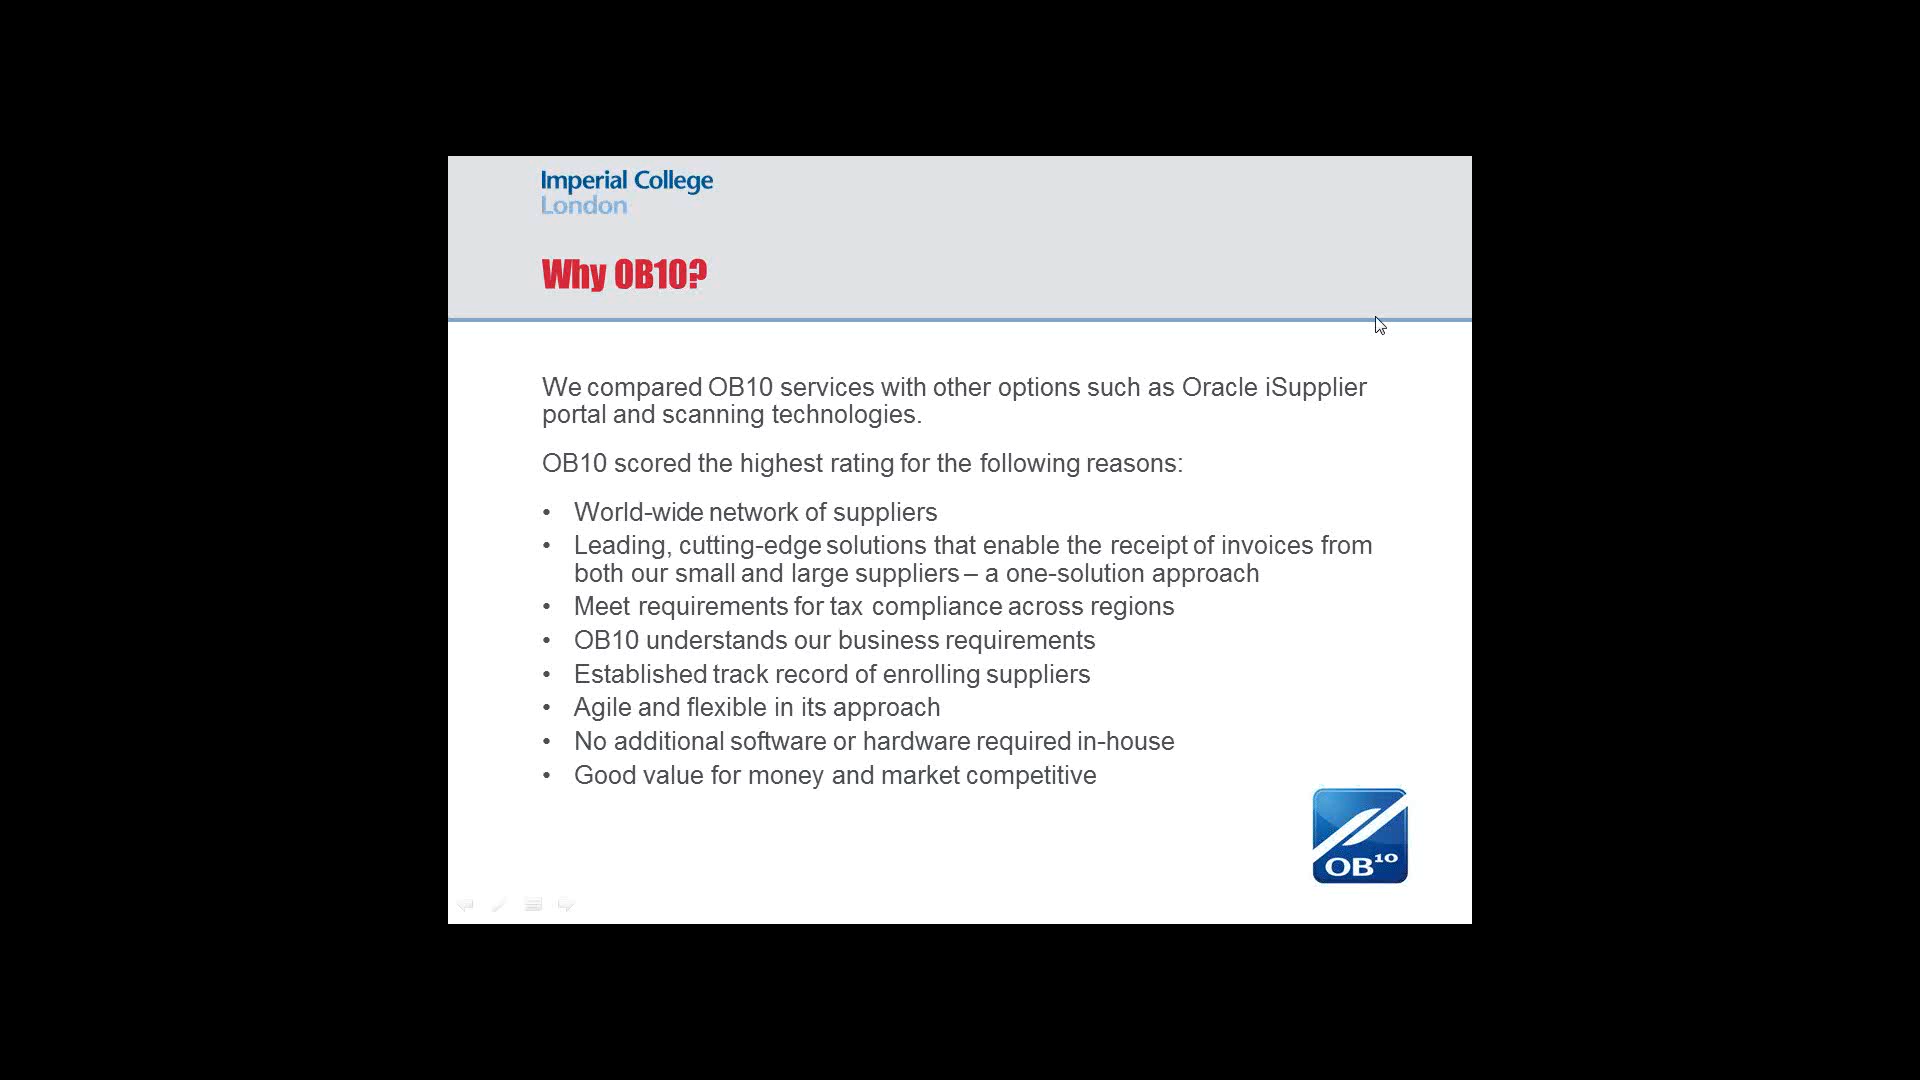 Imperial College
London
Why OB10?
We compared OB10 services with other options such as Oracle iSupplier
portal and scanning technologies.
OB10 scored the highest rating for the following reasons:
• World-wide network of suppliers
• Leading, cutting-edge solutions that enable the receipt of invoices from
both our small and large suppliers – a one-solution approach
• Meet requirements for tax compliance across regions
• OB10 understands our business requirements
• Established track record of enrolling suppliers
• Agile and flexible in its approach
• No additional software or hardware required in-house
• Good value for money and market competitive
OB10